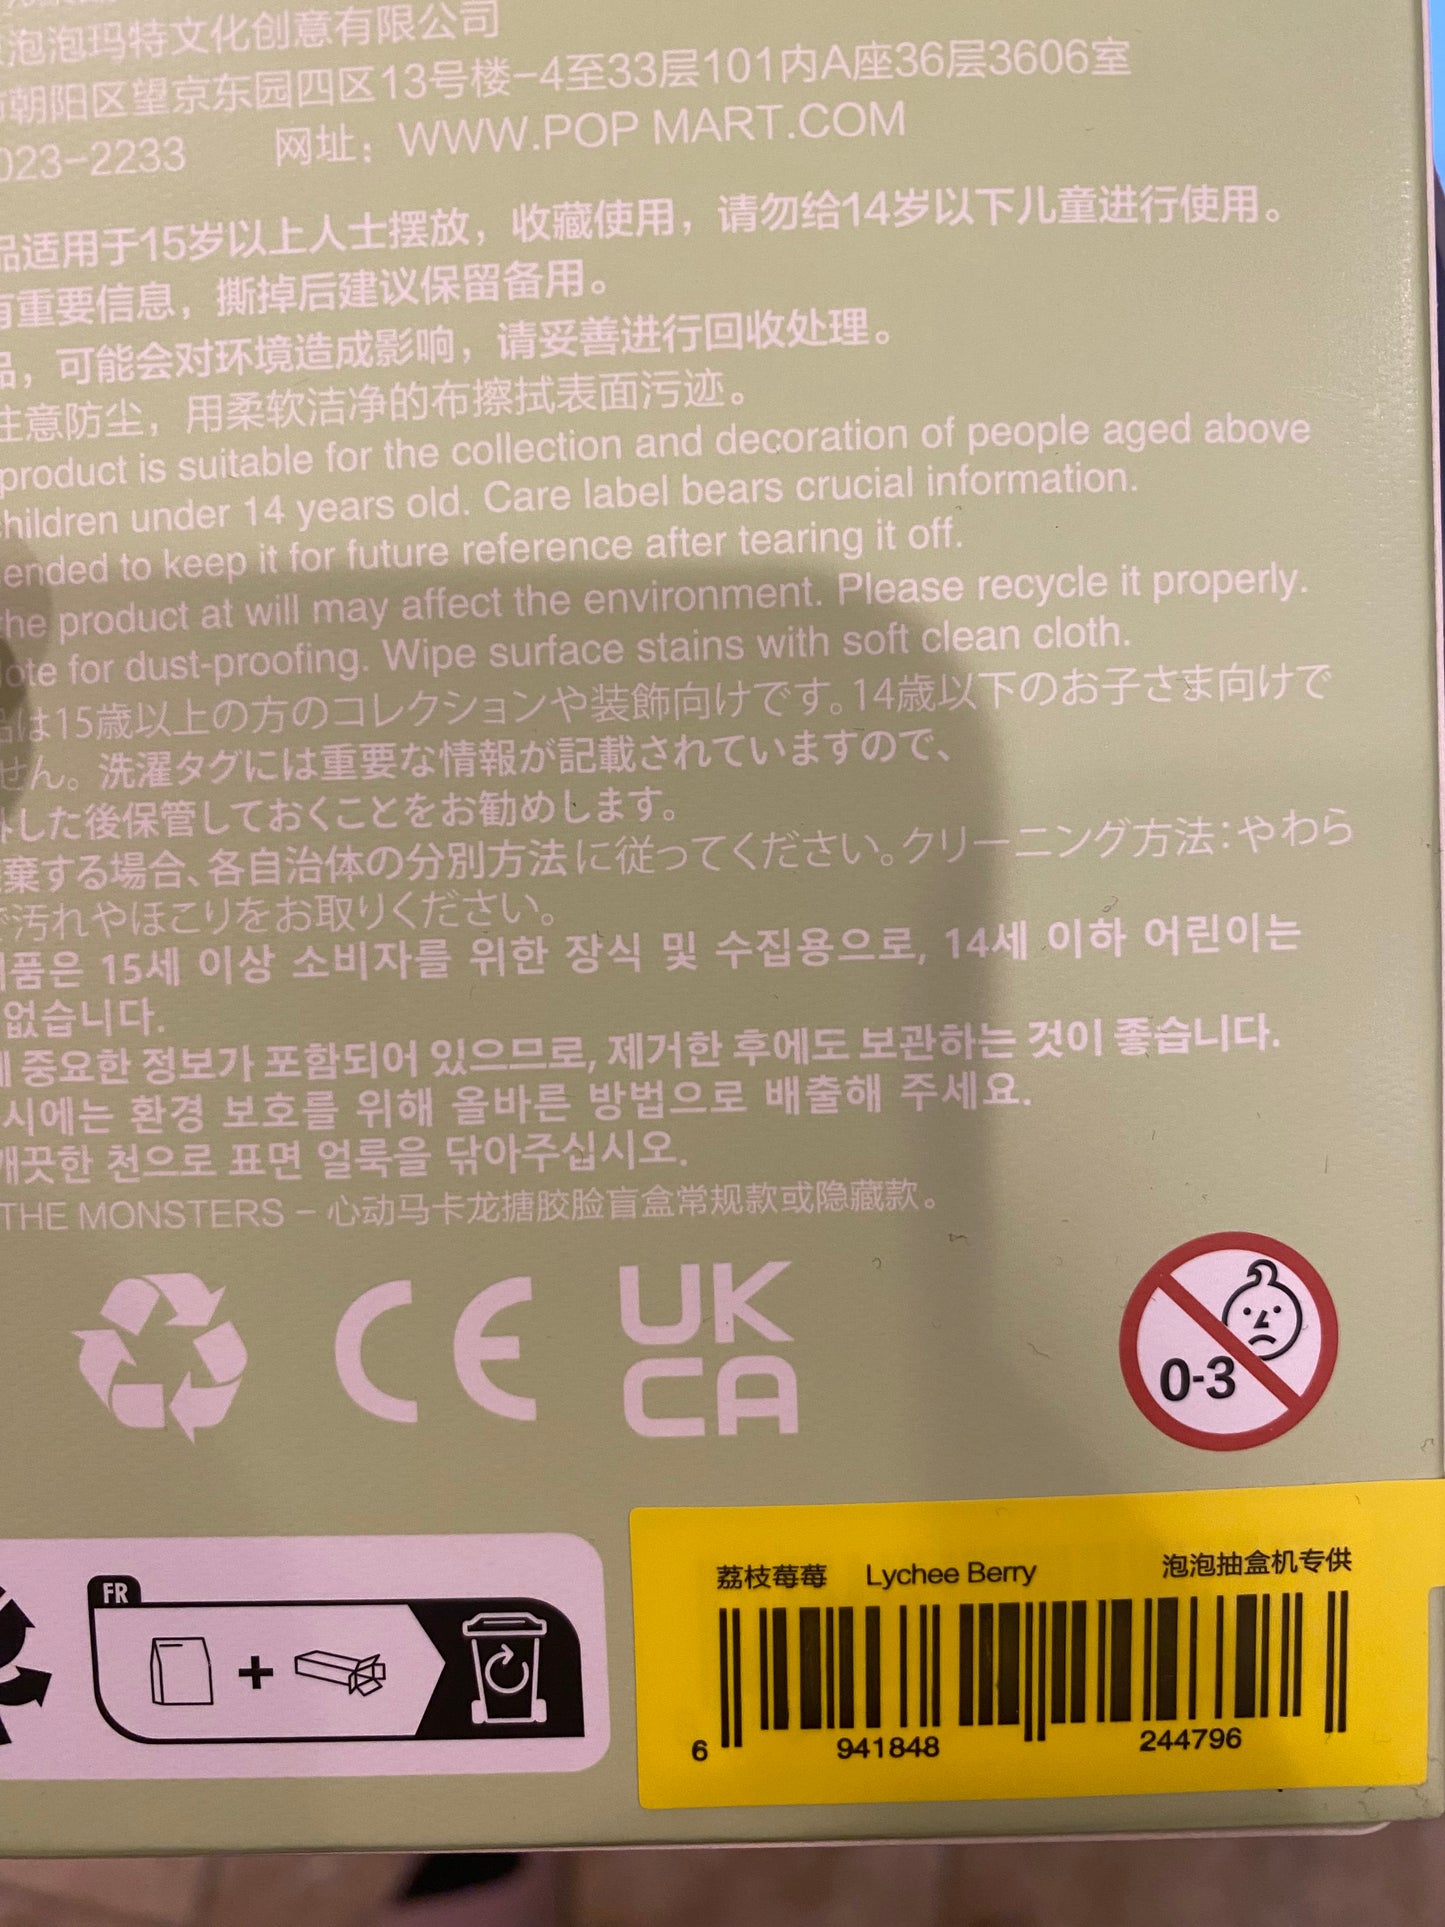 泡泡玛特文化创意有限公司
朝阳区望京东园四区13号楼-4至33层101内A座36层3606室
023-2233 网址：WWW.POP MART.COM
品适用于15岁以上人士摆放，收藏使用，请勿给14岁以下儿童进行使用。
有重要信息，撕掉后建议保留备用。
品，可能会对环境造成影响，请妥善进行回收处理。
注意防尘，用柔软洁净的布擦拭表面污迹。
product is suitable for the collection and decoration of people aged above
children under 14 years old. Care label bears crucial information.
ended to keep it for future reference after tearing it off.
the product at will may affect the environment. Please recycle it properly.
ote for dust-proofing. Wipe surface stains with soft clean cloth.
品は15歳以上の方のコレクションや装飾向けです。14歳以下のお子さま向けで
せん。洗濯タグには重要な情報が記載されていますので、
した後保管しておくことをお勧めします。
棄する場合、各自治体の分別方法に従ってください。クリーニング方法：やわら
で汚れやほこりをお取りください。
품은 15세 이상 소비자를 위한 장식 및 수집용으로, 14세 이하 어린이는
없습니다.
중요한 정보가 포함되어 있으므로, 제거한 후에도 보관하는 것이 좋습니다.
시에는 환경 보호를 위해 올바른 방법으로 배출해 주세요.
깨끗한 천으로 표면 얼룩을 닦아주십시오.
THE MONSTERS - 心动马卡龙搪胶脸盲盒常规款或隐藏款。
CE
UK
CA
0-3
FR
荔枝莓莓 Lychee Berry 泡泡抽盒机专供
6 941848 244796